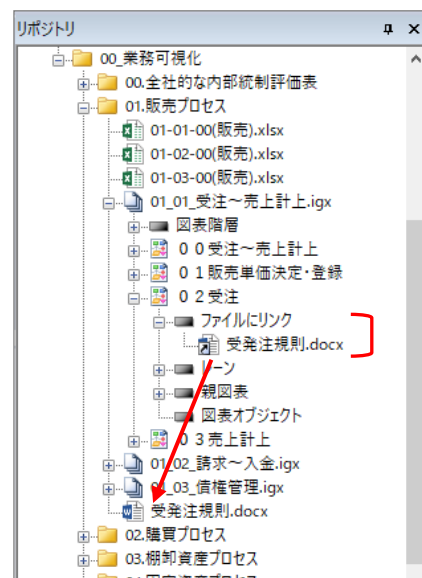 リポジトリ
00_業務可視化
00.全社的な内部統制評価表
01.販売プロセス
01-01-00(販売).xlsx
01-02-00(販売).xlsx
01-03-00(販売).xlsx
01_01_受注~売上計上.igx
図表階層
00受注~売上計上
01販売単価決定・登録
02受注
ファイルにリンク
受発注規則.docx
レーン
親図表
図表オブジェクト
03売上計上
01_02_請求~入金.igx
01_03_債権管理.igx
受発注規則.docx
02.購買プロセス
03.棚卸資産プロセス